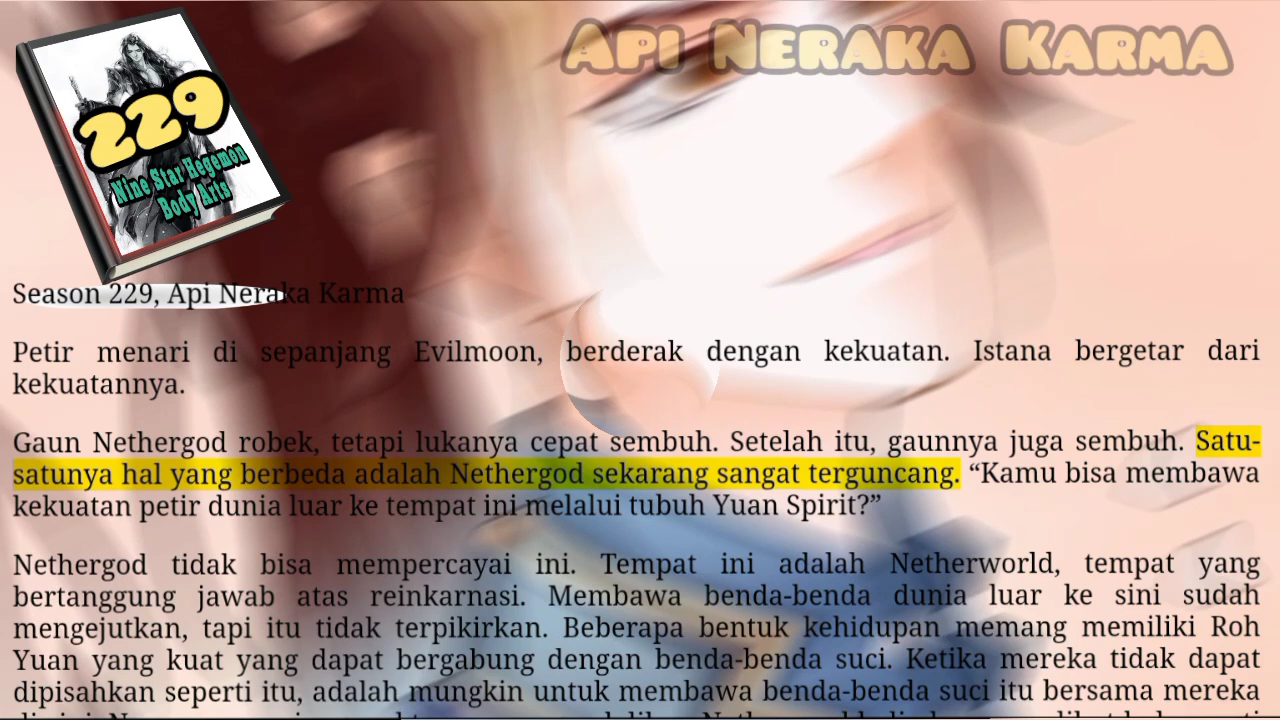 Api Neraka Karma
229
Nine Star Hegemon
Body Arts
Season 229, Api Neraka Karma
Petir menari di sepanjang Evilmoon, berderak dengan kekuatan. Istana bergetar dari
kekuatannya.
Gaun Nethergod robek, tetapi lukanya cepat sembuh. Setelah itu, gaunnya juga sembuh. Satu-
satunya hal yang berbeda adalah Nethergod sekarang sangat terguncang. “Kamu bisa membawa
kekuatan petir dunia luar ke tempat ini melalui tubuh Yuan Spirit?”
Nethergod tidak bisa mempercayai ini. Tempat ini adalah Netherworld, tempat yang
bertanggung jawab atas reinkarnasi. Membawa benda-benda dunia luar ke sini sudah
mengejutkan, tapi itu tidak terpikirkan. Beberapa bentuk kehidupan memang memiliki Roh
Yuan yang kuat yang dapat bergabung dengan benda-benda suci. Ketika mereka tidak dapat
dipisahkan seperti itu, adalah mungkin untuk membawa benda-benda suci itu bersama mereka